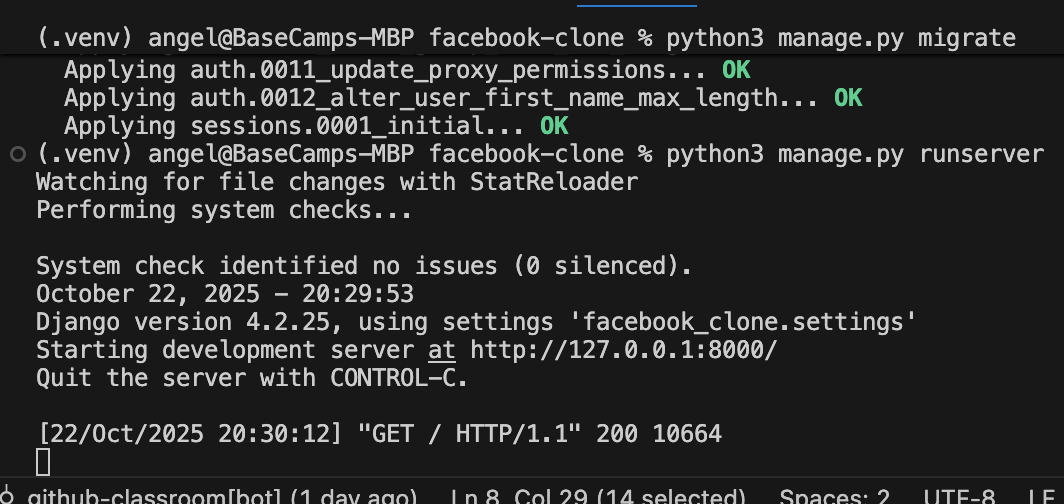 (.venv) angel@BaseCamps-MBP facebook-clone % python3 manage.py migrate
Applying auth.0011_update_proxy_permissions... OK
Applying auth.0012_alter_user_first_name_max_length... OK
Applying sessions.0001_initial... OK
(.venv) angel@BaseCamps-MBP facebook-clone % python3 manage.py runserver
Watching for file changes with StatReloader
Performing system checks...
System check identified no issues (0 silenced).
October 22, 2025 - 20:29:53
Django version 4.2.25, using settings 'facebook_clone.settings'
Starting development server at http://127.0.0.1:8000/
Quit the server with CONTROL-C.
[22/Oct/2025 20:30:12] "GET / HTTP/1.1" 200 10664
github-classroom[bot] (1 day ago) Ln 8, Col 29 (14 selected) Spaces: 2 UTF-8 LF